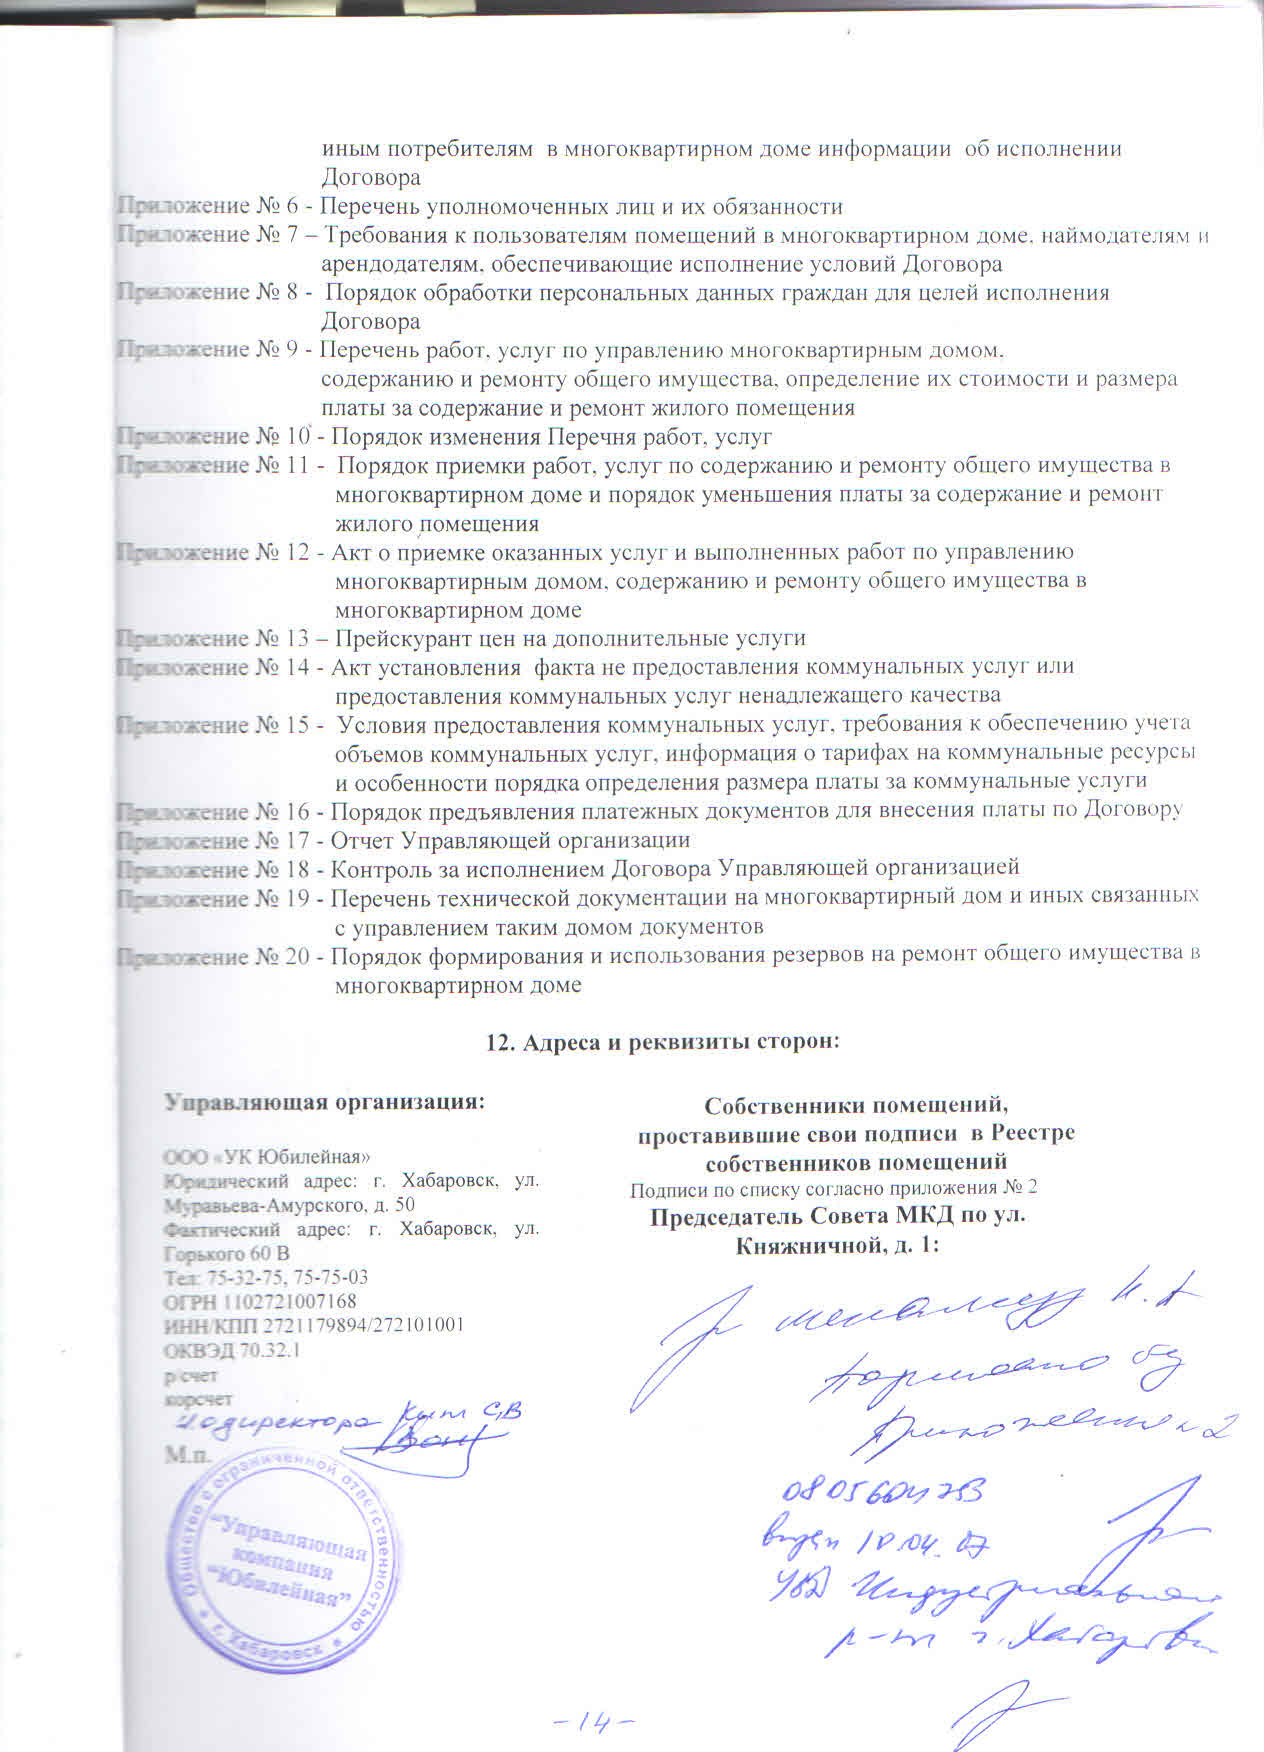 иным потребителям в многоквартирном доме информации об исполнении
Договора
Приложение № 6 - Перечень уполномоченных лиц и их обязанности
Приложение № 7 – Требования к пользователям помещений в многоквартирном доме, наймодателям и
арендодателям, обеспечивающие исполнение условий Договора
Приложение № 8 - Порядок обработки персональных данных граждан для целей исполнения
Договора
Приложение № 9 - Перечень работ, услуг по управлению многоквартирным домом,
содержанию и ремонту общего имущества, определение их стоимости и размера
платы за содержание и ремонт жилого помещения
Приложение № 10 - Порядок изменения Перечня работ, услуг
Приложение № 11 - Порядок приемки работ, услуг по содержанию и ремонту общего имущества в
многоквартирном доме и порядок уменьшения платы за содержание и ремонт
жилого помещения
Приложение № 12 - Акт о приемке оказанных услуг и выполненных работ по управлению
многоквартирным домом, содержанию и ремонту общего имущества в
многоквартирном доме
Приложение № 13 – Прейскурант цен на дополнительные услуги
Приложение № 14 - Акт установления факта не предоставления коммунальных услуг или
предоставления коммунальных услуг ненадлежащего качества
Приложение № 15 - Условия предоставления коммунальных услуг, требования к обеспечению учета
объемов коммунальных услуг, информация о тарифах на коммунальные ресурсы
и особенности порядка определения размера платы за коммунальные услуги
Приложение № 16 - Порядок предъявления платежных документов для внесения платы по Договору
Приложение № 17 - Отчет Управляющей организации
Приложение № 18 - Контроль за исполнением Договора Управляющей организацией
Приложение № 19 - Перечень технической документации на многоквартирный дом и иных связанных
с управлением таким домом документов
Приложение № 20 - Порядок формирования и использования резервов на ремонт общего имущества в
многоквартирном доме
12. Адреса и реквизиты сторон:
Управляющая организация:
ООО «УК Юбилейная»
Юридический адрес: г. Хабаровск, ул.
Муравьева-Амурского, д. 50
Фактический адрес: г. Хабаровск, ул.
Горького 60 В
Тел: 75-32-75, 75-75-03
ОГРН 1102721007168
ИНН/КПП 2721179894/272101001
ОКВЭД 70.32.1
р/счет
корсчет
И.о директора Ким С.В
М.п.
Общество с ограниченной ответственностью
"Управляющая
компания
"Юбилейная"
г. Хабаровск
Собственники помещений,
проставившие свои подписи в Реестре
собственников помещений
Подписи по списку согласно приложения № 2
Председатель Совета МКД по ул.
Княжничной, д. 1:
Н.А
Приложения 2
выдан 10.04.07
УВД Индустриального
р-на г. Хабаровска
-14-